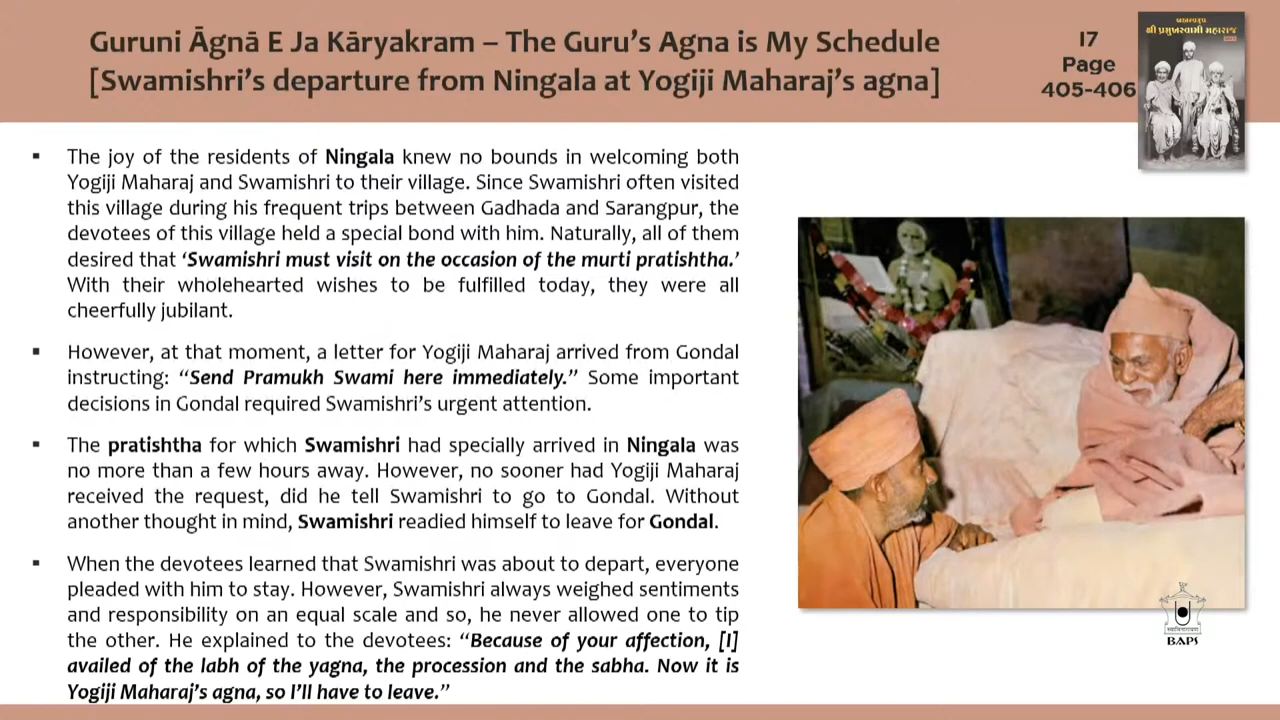 Guruni Āgnā E Ja Kāryakram – The Guru's Agna is My Schedule
[Swamishri's departure from Ningala at Yogiji Maharaj's agna]
17
Page
405-406
શ્રી પ્રમુખસ્વામી મહારાજ
▪ The joy of the residents of Ningala knew no bounds in welcoming both
Yogiji Maharaj and Swamishri to their village. Since Swamishri often visited
this village during his frequent trips between Gadhada and Sarangpur, the
devotees of this village held a special bond with him. Naturally, all of them
desired that ‘Swamishri must visit on the occasion of the murti pratishtha.’
With their wholehearted wishes to be fulfilled today, they were all
cheerfully jubilant.
▪ However, at that moment, a letter for Yogiji Maharaj arrived from Gondal
instructing: “Send Pramukh Swami here immediately.” Some important
decisions in Gondal required Swamishri’s urgent attention.
▪ The pratishtha for which Swamishri had specially arrived in Ningala was
no more than a few hours away. However, no sooner had Yogiji Maharaj
received the request, did he tell Swamishri to go to Gondal. Without
another thought in mind, Swamishri readied himself to leave for Gondal.
▪ When the devotees learned that Swamishri was about to depart, everyone
pleaded with him to stay. However, Swamishri always weighed sentiments
and responsibility on an equal scale and so, he never allowed one to tip
the other. He explained to the devotees: “Because of your affection, [I]
availed of the labh of the yagna, the procession and the sabha. Now it is
Yogiji Maharaj’s agna, so I’ll have to leave.”
स्वामिनारायण
BAPS